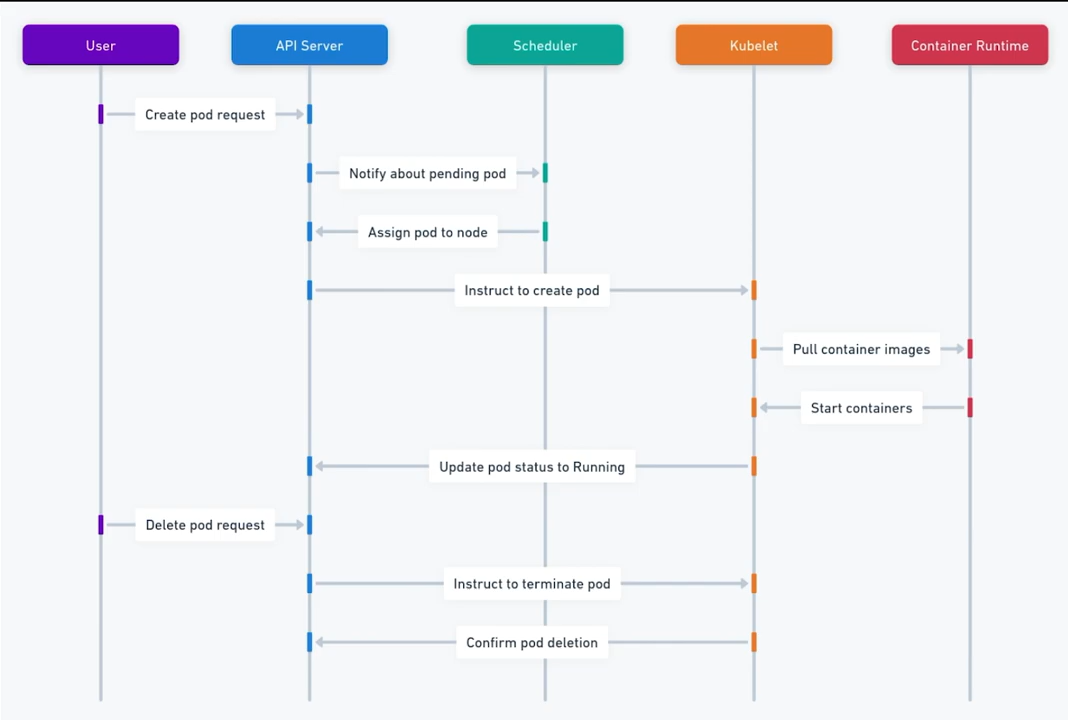 User
API Server
Scheduler
Kubelet
Container Runtime
Create pod request
Notify about pending pod
Assign pod to node
Instruct to create pod
Pull container images
Start containers
Update pod status to Running
Delete pod request
Instruct to terminate pod
Confirm pod deletion